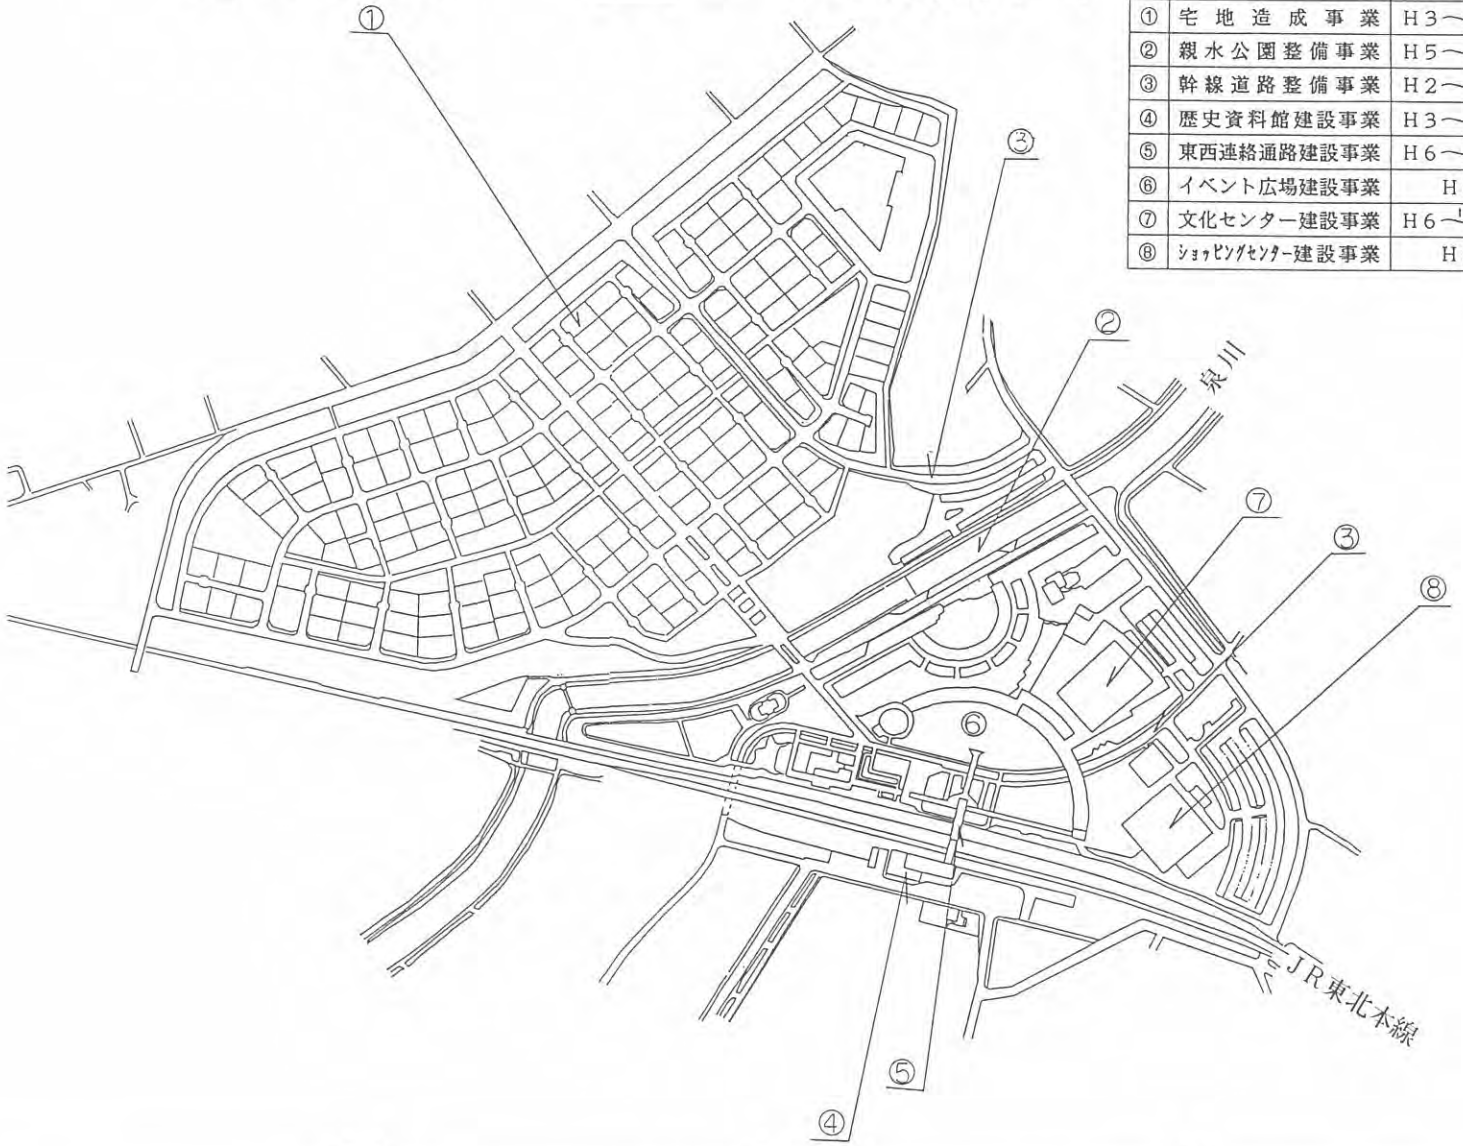 ① 宅地造成事業 H3～
② 親水公園整備事業 H5～
③ 幹線道路整備事業 H2～
④ 歴史資料館建設事業 H3～
⑤ 東西連絡通路建設事業 H6～
⑥ イベント広場建設事業 H
⑦ 文化センター建設事業 H6～
⑧ ショッピングセンター建設事業 H
①
③
②
泉川
⑦
③
⑧
⑥
JR東北本線
⑤
④